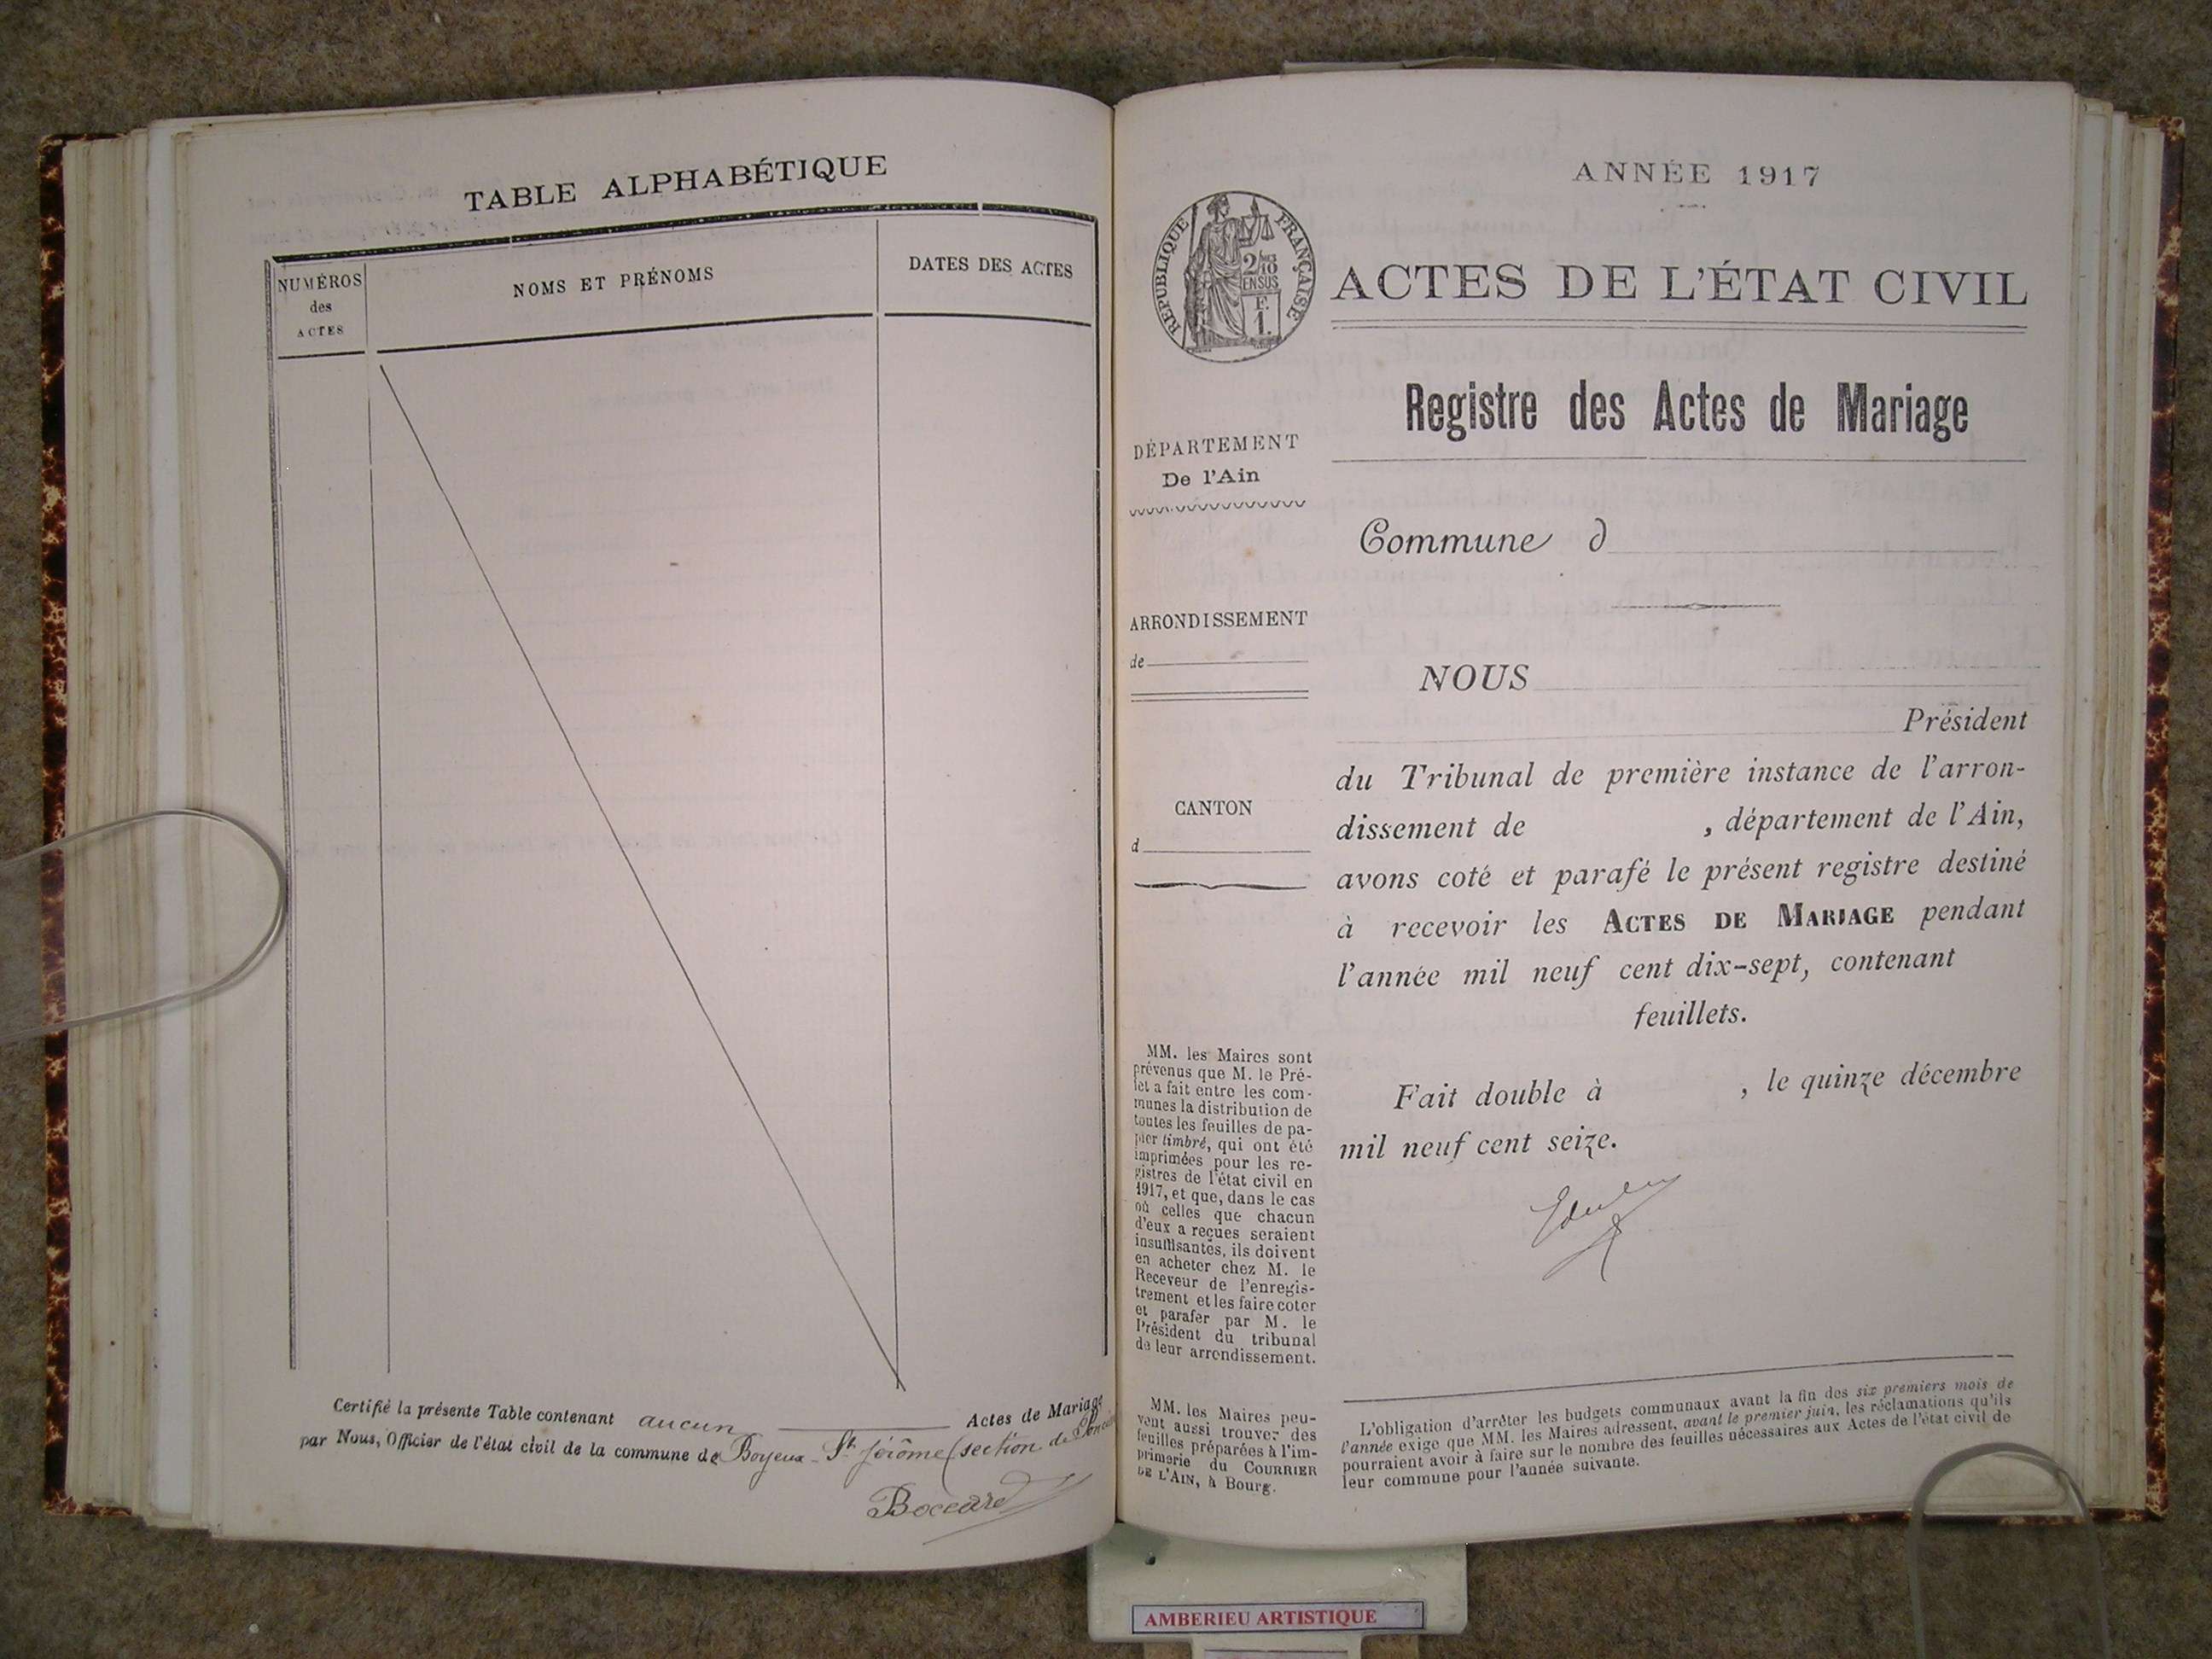 TABLE ALPHABÉTIQUE
NUMÉROS
des
ACTES
NOMS ET PRÉNOMS
DATES DES ACTES
Certifié la présente Table contenant aucun Actes de Mariage
par Nous, Officier de l'état civil de la commune de Boyeux - St Jérôme (section de
Boccard
ANNÉE 1917
RÉPUBLIQUE FRANÇAISE
2/10
EN SUS
F.
1.
ACTES DE L'ÉTAT CIVIL
Registre des Actes de Mariage
DÉPARTEMENT
De l'Ain
ARRONDISSEMENT
de
CANTON
d
MM. les Maires sont
prévenus que M. le Pré-
fet a fait entre les com-
munes la distribution de
toutes les feuilles de pa-
pier timbré, qui ont été
imprimées pour les re-
gistres de l'état civil en
1917, et que, dans le cas
où celles que chacun
d'eux a reçues seraient
insuffisantes, ils doivent
en acheter chez M. le
Receveur de l'enregis-
trement et les faire coter
et parafer par M. le
Président du tribunal
de leur arrondissement.
MM. les Maires peu-
vent aussi trouver des
feuilles préparées à l'im-
primerie du COURRIER
DE L'AIN, à Bourg.
Commune d
NOUS
Président
du Tribunal de première instance de l'arron-
dissement de , département de l'Ain,
avons coté et parafé le présent registre destiné
à recevoir les ACTES DE MARIAGE pendant
l'année mil neuf cent dix-sept, contenant
feuillets.
Fait double à , le quinze décembre
mil neuf cent seize.
L'obligation d'arrêter les budgets communaux avant la fin des six premiers mois de
l'année exige que MM. les Maires adressent, avant le premier juin, les réclamations qu'ils
pourraient avoir à faire sur le nombre des feuilles nécessaires aux Actes de l'état civil de
leur commune pour l'année suivante.
AMBERIEU ARTISTIQUE